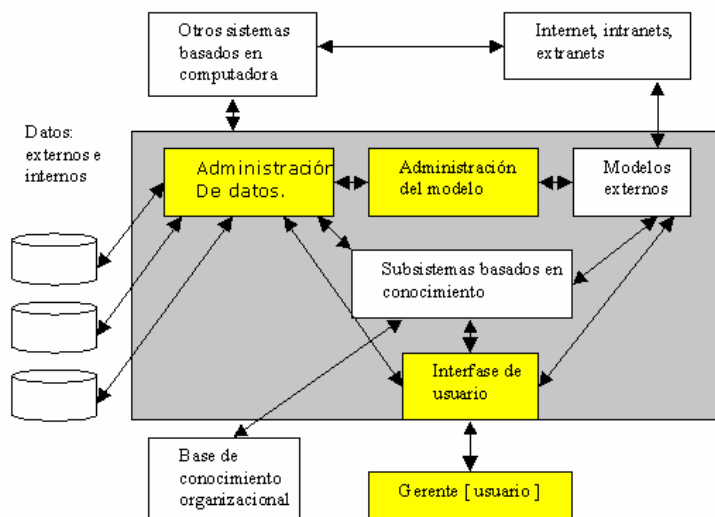 Otros sistemas
basados en
computadora
Internet, intranets,
extranets
Datos:
externos e
internos
Administración
De datos.
Administración
del modelo
Modelos
externos
Subsistemas basados en
conocimiento
Interfase de
usuario
Base de
conocimiento
organizacional
Gerente [ usuario ]